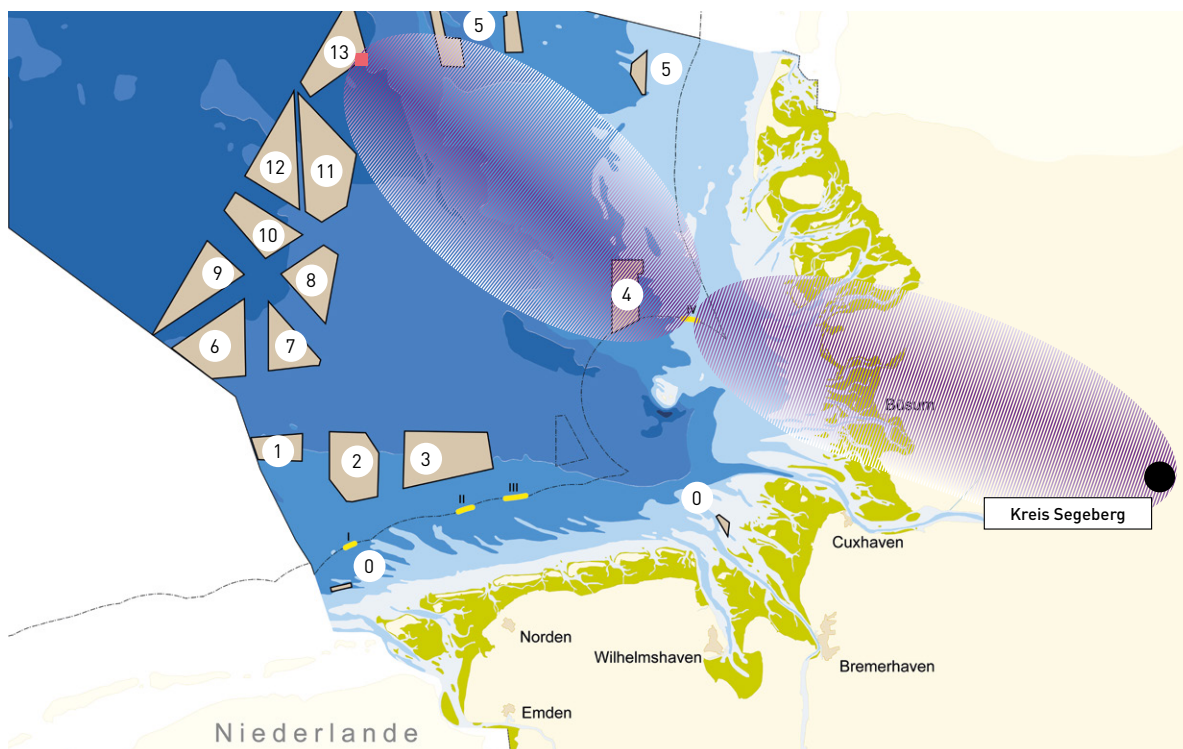 5
13
5
12
11
10
9
8
4
IV
6
7
Büsum
1
2
3
III
II
0
I
Kreis Segeberg
Cuxhaven
0
Norden
Wilhelmshaven
Bremerhaven
Emden
Niederlande